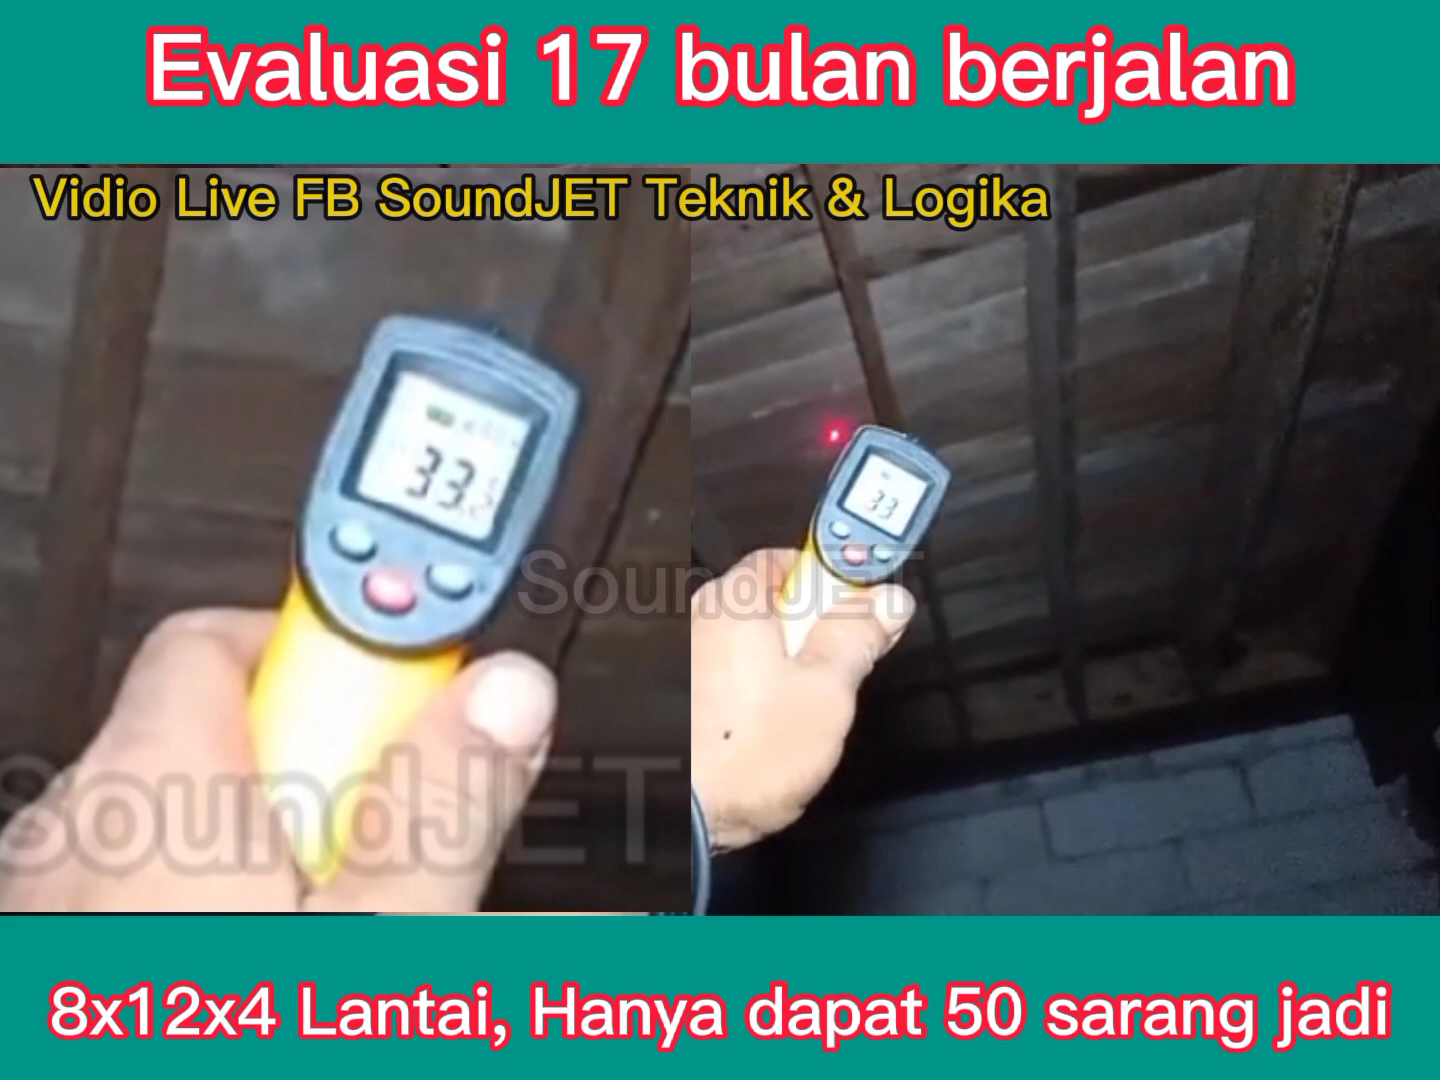 Evaluasi 17 bulan berjalan
Vidio Live FB SoundJET Teknik & Logika
33.2
33
SoundJET
SoundJET
8x12x4 Lantai, Hanya dapat 50 sarang jadi